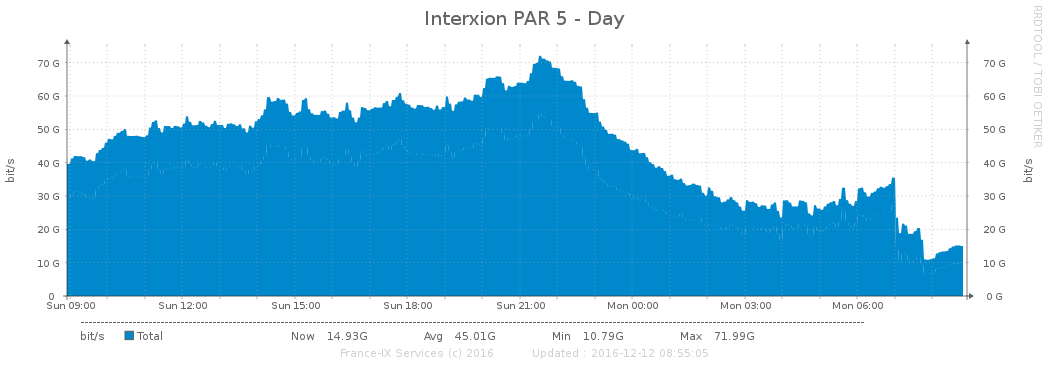 Interxion PAR 5 - Day
RRDTOOL / TOBI OETIKER
bit/s
70 G 70 G
60 G 60 G
50 G 50 G
40 G 40 G
30 G 30 G
20 G 20 G
10 G 10 G
0 0 G
bit/s
Sun 09:00 Sun 12:00 Sun 15:00 Sun 18:00 Sun 21:00 Mon 00:00 Mon 03:00 Mon 06:00
bit/s Total Now 14.93G Avg 45.01G Min 10.79G Max 71.99G
France-IX Services (c) 2016 Updated : 2016-12-12 08:55:05